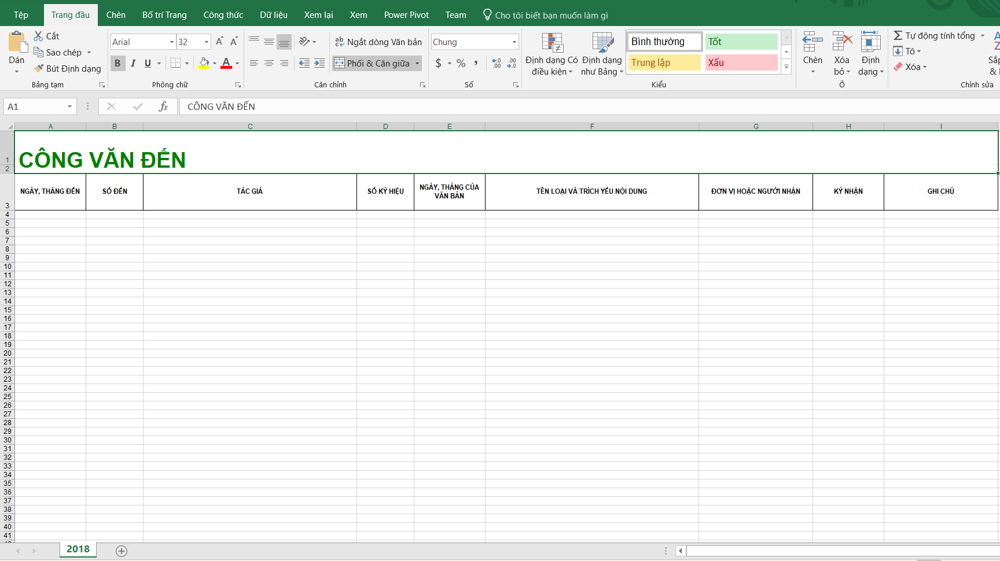 Tệp Trang đầu Chèn Bố trí Trang Công thức Dữ liệu Xem lại Xem Power Pivot Team Cho tôi biết bạn muốn làm gì
Dán
Cắt
Sao chép
Bút Định dạng
Bảng tạm
Arial 32
B I U
Phông chữ
Ngắt dòng Văn bản
Phối & Căn giữa
Căn chỉnh
Chung
$ % ,
Số
Định dạng Có
điều kiện
Định dạng
như Bảng
Bình thường Tốt
Trung lập Xấu
Kiểu
Chèn
Xóa
bỏ
Định
dạng
Ô
Tự động tính tổng
Tô
Xóa
Chỉnh sửa
A1 fx CÔNG VĂN ĐẾN
A B C D E F G H I
1 CÔNG VĂN ĐẾN
2
3 NGÀY, THÁNG ĐẾN SỐ ĐẾN TÁC GIẢ SỐ KÝ HIỆU NGÀY, THÁNG CỦA VĂN BẢN TÊN LOẠI VÀ TRÍCH YẾU NỘI DUNG ĐƠN VỊ HOẶC NGƯỜI NHẬN KÝ NHẬN GHI CHÚ
4
5
6
7
8
9
10
11
12
13
14
15
16
17
18
19
20
21
22
23
24
25
26
27
28
29
30
31
32
33
34
35
36
37
38
39
40
41
2018